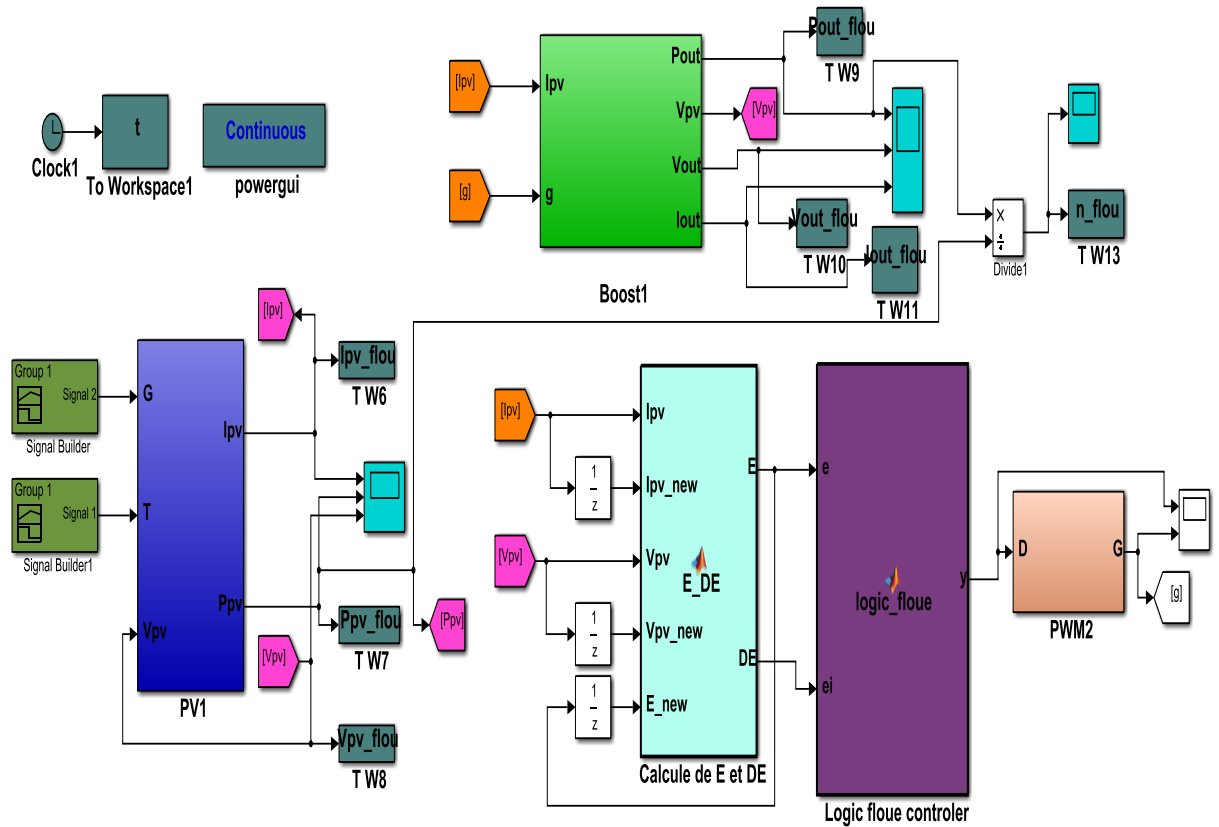 Clock1
t
To Workspace1
Continuous
powergui
[Ipv]
[g]
Ipv
g
Pout
Vpv
Vout
Iout
Boost1
Pout_flou
T W9
[Vpv]
Vout_flou
T W10
Iout_flou
T W11
×
÷
Divide1
n_flou
T W13
Group 1
Signal 2
Signal Builder
Group 1
Signal 1
Signal Builder1
G
T
Vpv
Ipv
Ppv
PV1
[Ipv]
Ipv_flou
T W6
Ppv_flou
T W7
[Ppv]
[Vpv]
Vpv_flou
T W8
[Ipv]
1
z
[Vpv]
1
z
1
z
Ipv
Ipv_new
Vpv
Vpv_new
E_new
E_DE
E
DE
Calcule de E et DE
e
ei
logic_floue
y
Logic floue controler
D
G
PWM2
[g]